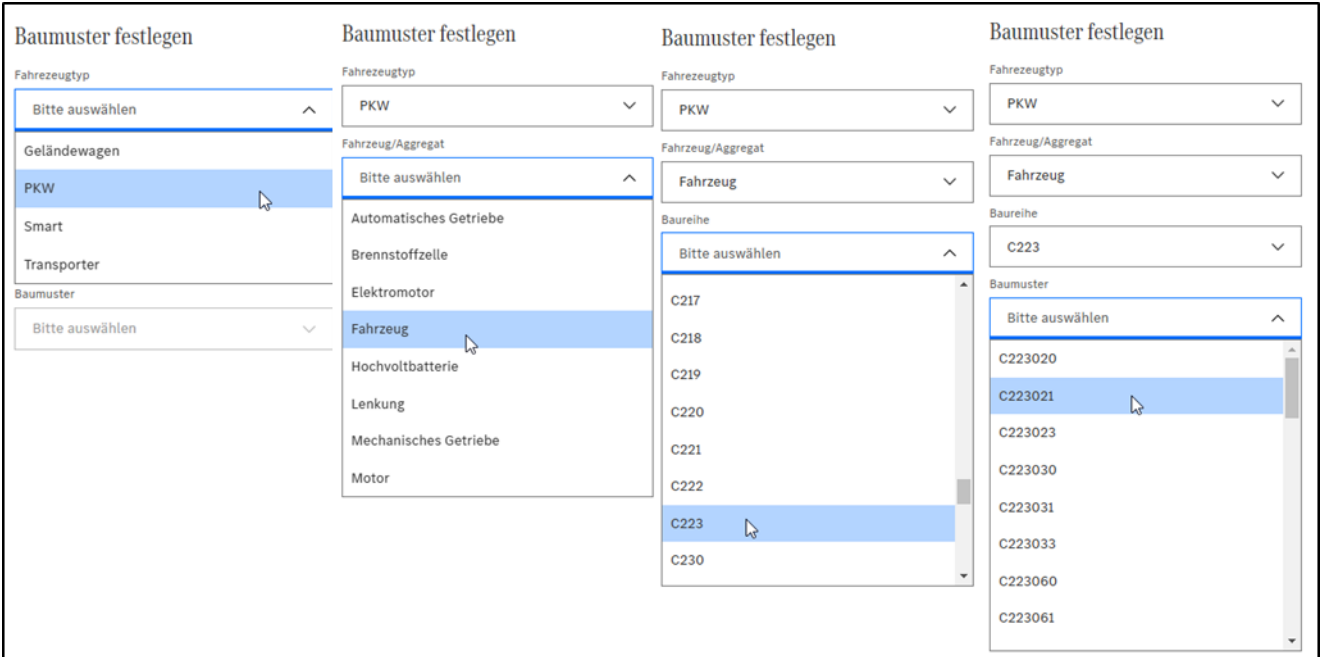 Baumuster festlegen
Fahrezeugtyp
Bitte auswählen
Geländewagen
PKW
Smart
Transporter
Baumuster
Bitte auswählen
Baumuster festlegen
Fahrezeugtyp
PKW
Fahrzeug/Aggregat
Bitte auswählen
Automatisches Getriebe
Brennstoffzelle
Elektromotor
Fahrzeug
Hochvoltbatterie
Lenkung
Mechanisches Getriebe
Motor
Baumuster festlegen
Fahrezeugtyp
PKW
Fahrzeug/Aggregat
Fahrzeug
Baureihe
Bitte auswählen
C217
C218
C219
C220
C221
C222
C223
C230
Baumuster festlegen
Fahrezeugtyp
PKW
Fahrzeug/Aggregat
Fahrzeug
Baureihe
C223
Baumuster
Bitte auswählen
C223020
C223021
C223023
C223030
C223031
C223033
C223060
C223061